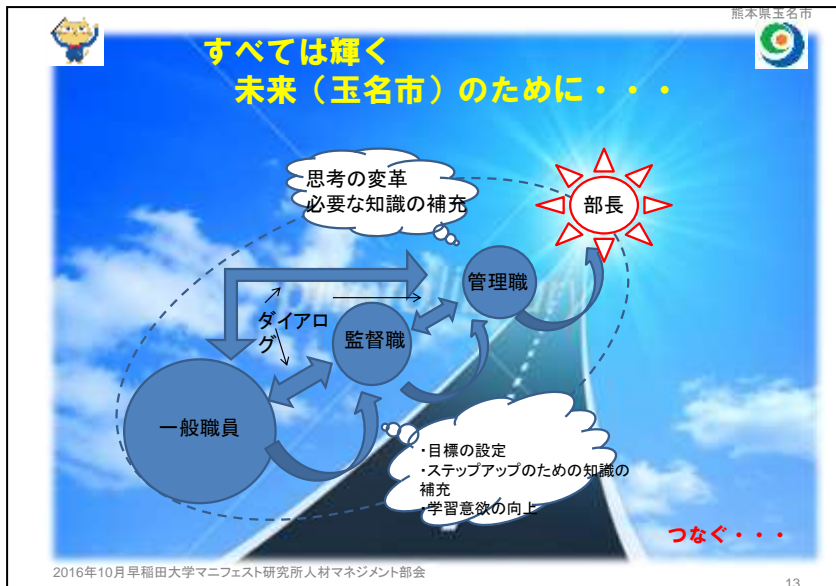 熊本県玉名市
すべては輝く
未来（玉名市）のために・・・
思考の変革
必要な知識の補充
部長
管理職
ダイアロ
グ
監督職
一般職員
・目標の設定
・ステップアップのための知識の
補充
・学習意欲の向上
つなぐ・・・
2016年10月早稲田大学マニフェスト研究所人材マネジメント部会
13